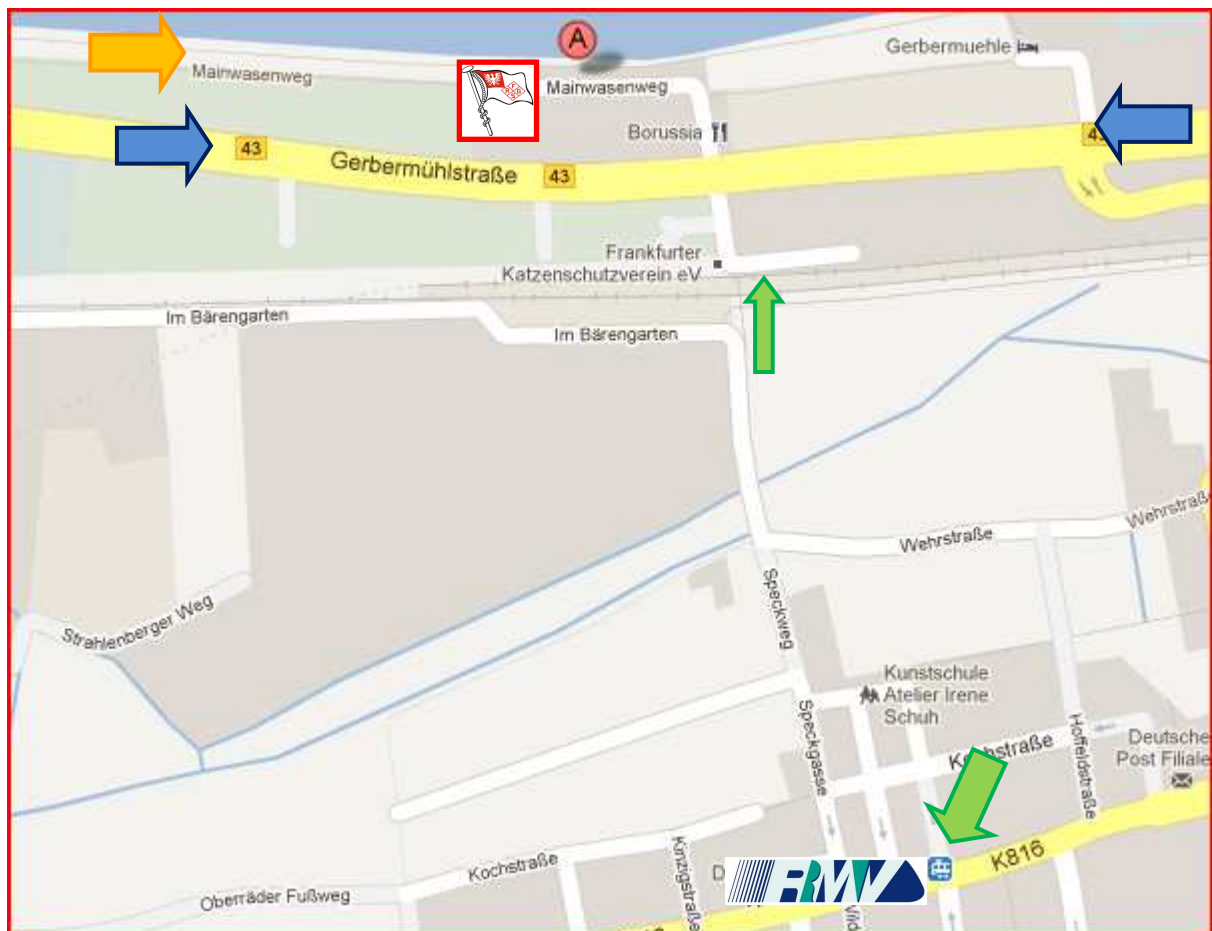 A
Gerbermuehle
Mainwasenweg
Mainwasenweg
Borussia
43
Gerbermühlstraße
43
Frankfurter
Katzenschutzverein eV
Im Bärengarten
Im Bärengarten
Wehrstraße
Wehrstraß
Speckweg
Strahlenberger Weg
Kunstschule
Atelier Irene
Schuh
Speckgasse
Hoffeldstraße
Deutsche
Post Filiale
Kochstraße
K816
Kochstraße
Kinzigstraße
D
RMV
Oberräder Fußweg